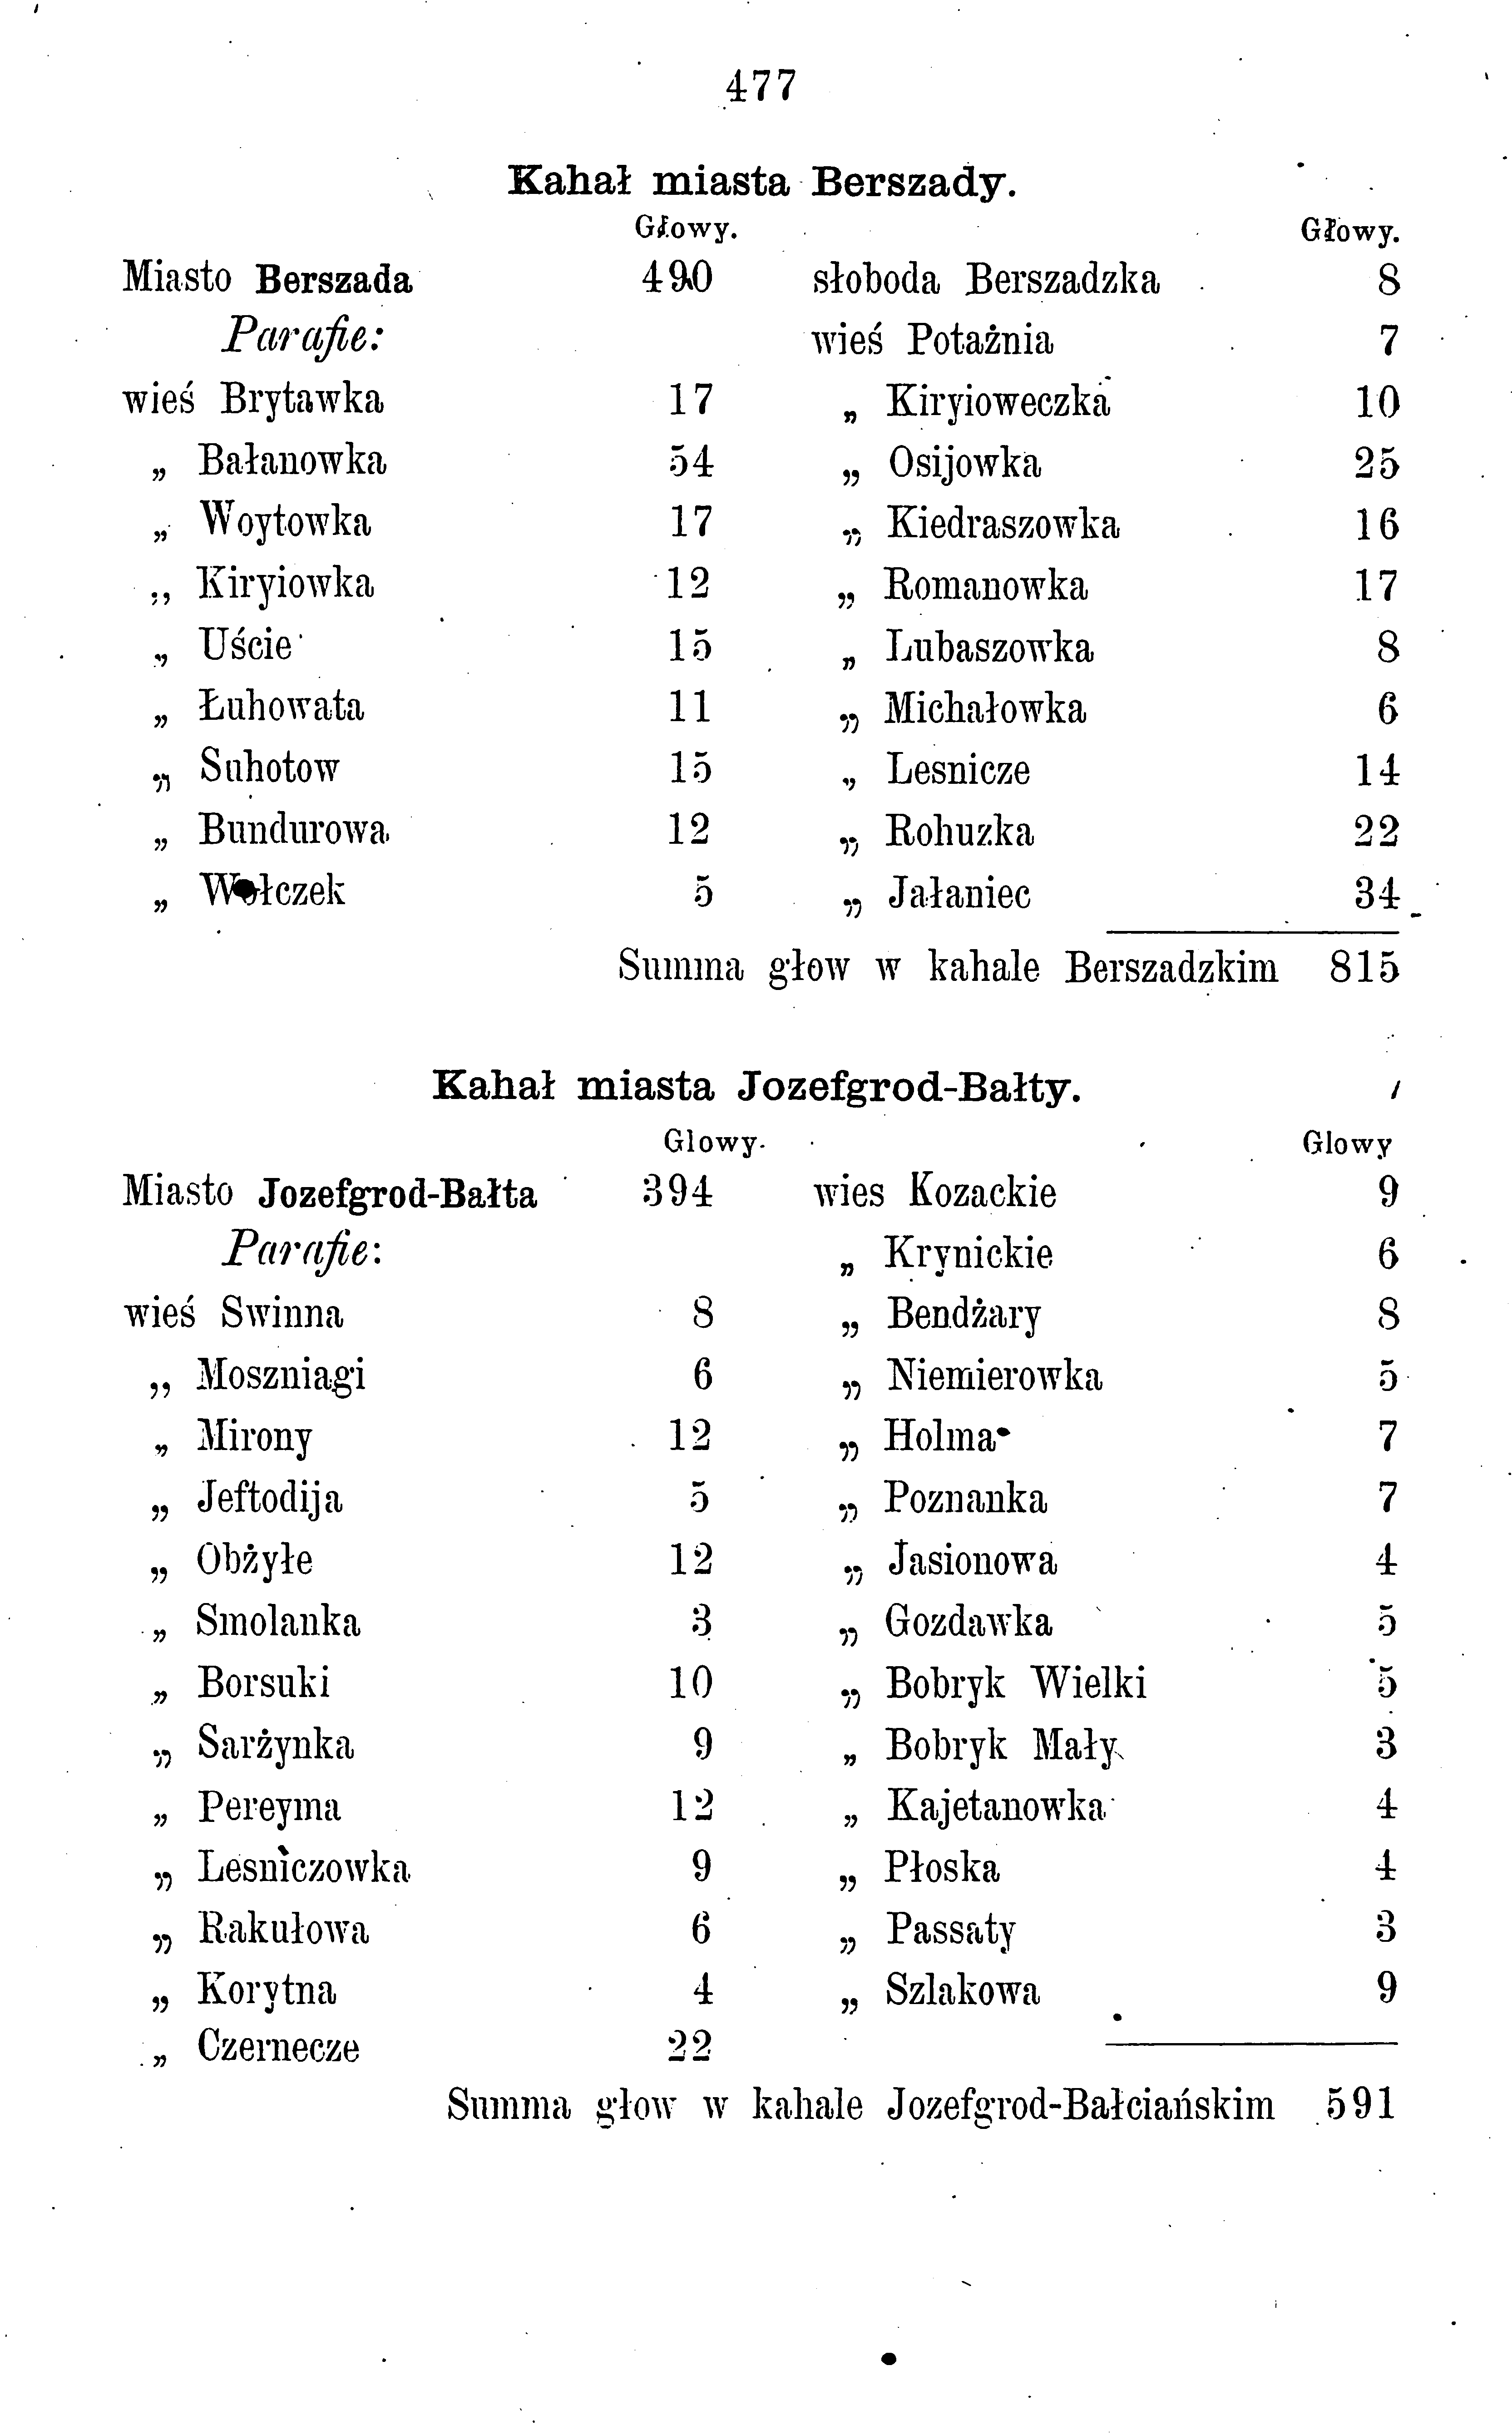 477
Kahał miasta Berszady.
Głowy. Głowy.
Miasto Berszada 490 słoboda Berszadzka 8
Parafie: wieś Potażnia 7
wieś Brytawka 17 „ Kiryioweczka 10
„ Bałanowka 54 „ Osijowka 25
„ Woytowka 17 „ Kiedraszowka 16
„ Kiryiowka 12 „ Romanowka 17
„ Uście 15 „ Lubaszowka 8
„ Łuhowata 11 „ Michałowka 6
„ Suhotow 15 „ Lesnicze 14
„ Bundurowa 12 „ Rohuzka 22
„ Wołczek 5 „ Jałaniec 34
Summa głow w kahale Berszadzkim 815
Kahał miasta Jozefgrod-Bałty.
Glowy. Glowy
Miasto Jozefgrod-Bałta 394 wies Kozackie 9
Parafie: „ Krynickie 6
wieś Swinna 8 „ Bendżary 8
„ Moszniagi 6 „ Niemierowka 5
„ Mirony 12 „ Holma 7
„ Jeftodija 5 „ Poznanka 7
„ Obżyłe 12 „ Jasionowa 4
„ Smolanka 3 „ Gozdawka 5
„ Borsuki 10 „ Bobryk Wielki 5
„ Sarżynka 9 „ Bobryk Mały 3
„ Pereyma 12 „ Kajetanowka 4
„ Lesniczowka 9 „ Płoska 4
„ Rakułowa 6 „ Passaty 3
„ Korytna 4 „ Szlakowa 9
„ Czernecze 22
Summa głow w kahale Jozefgrod-Bałciańskim 591